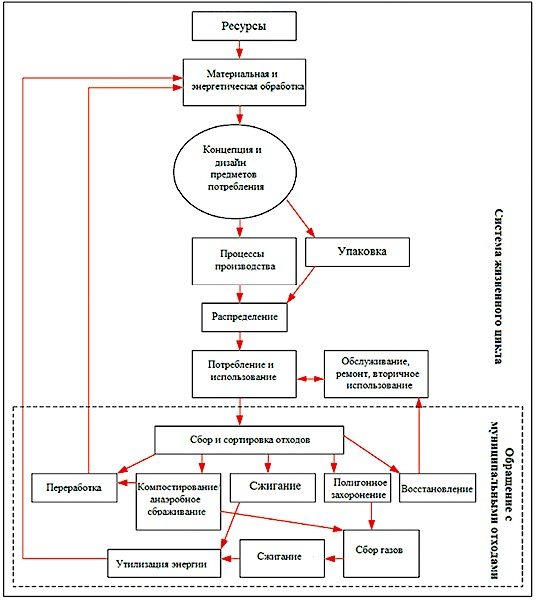 Ресурсы
Материальная и
энергетическая обработка
Концепция и
дизайн
предметов
потребления
Процессы
производства
Упаковка
Распределение
Потребление и
использование
Обслуживание,
ремонт, вторичное
использование
Система жизненного цикла
Сбор и сортировка отходов
Переработка
Компостирование/
анаэробное
сбраживание
Сжигание
Полигонное
захоронение
Восстановление
Утилизация энергии
Сжигание
Сбор газов
Обращение с
муниципальными отходами